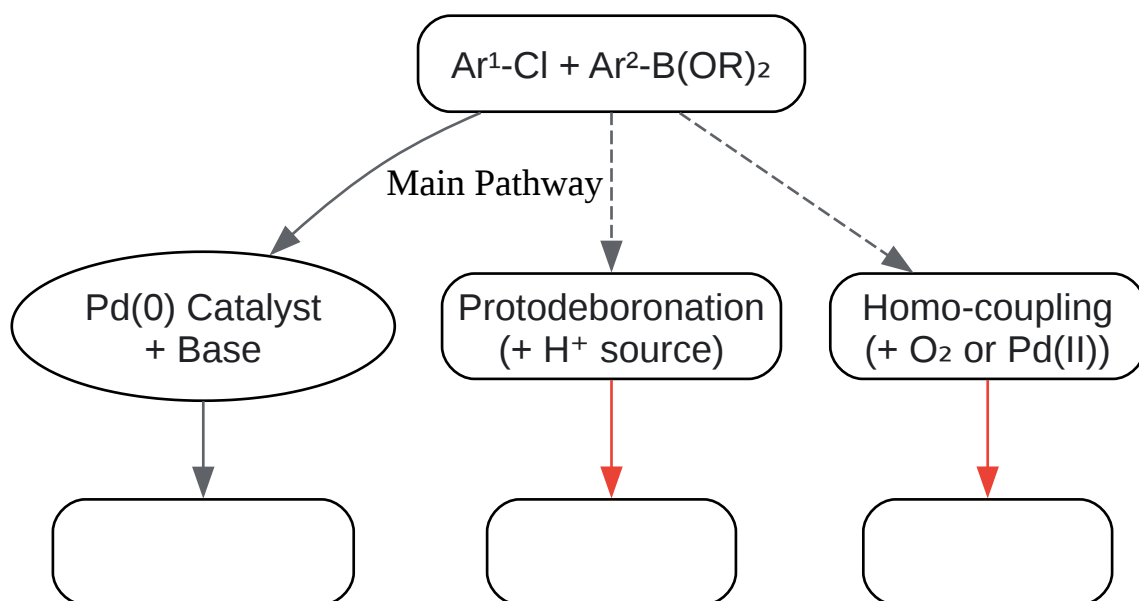 Ar¹-Cl + Ar²-B(OR)₂
Main Pathway
Pd(0) Catalyst
+ Base
Protodeboronation
(+ H⁺ source)
Homo-coupling
(+ O₂ or Pd(II))